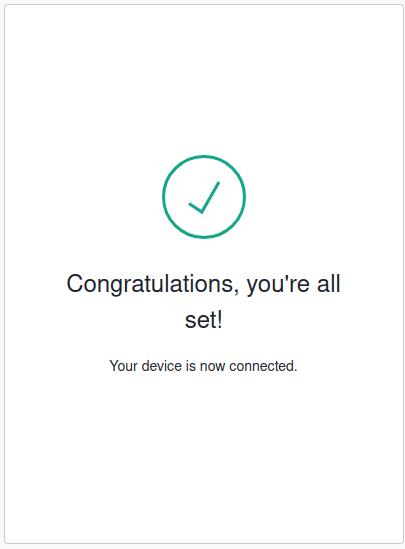 Congratulations, you're all
set!
Your device is now connected.